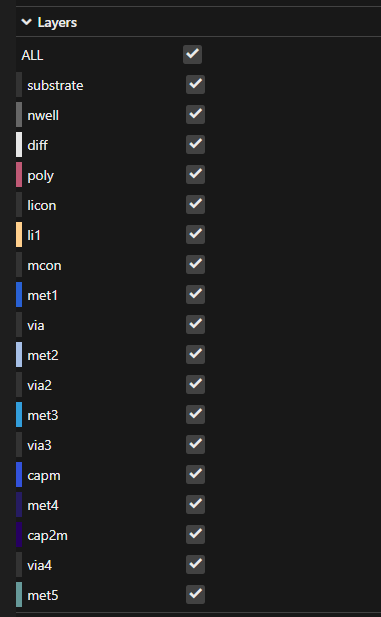 Layers
ALL
substrate
nwell
diff
poly
licon
li1
mcon
met1
via
met2
via2
met3
via3
capm
met4
cap2m
via4
met5